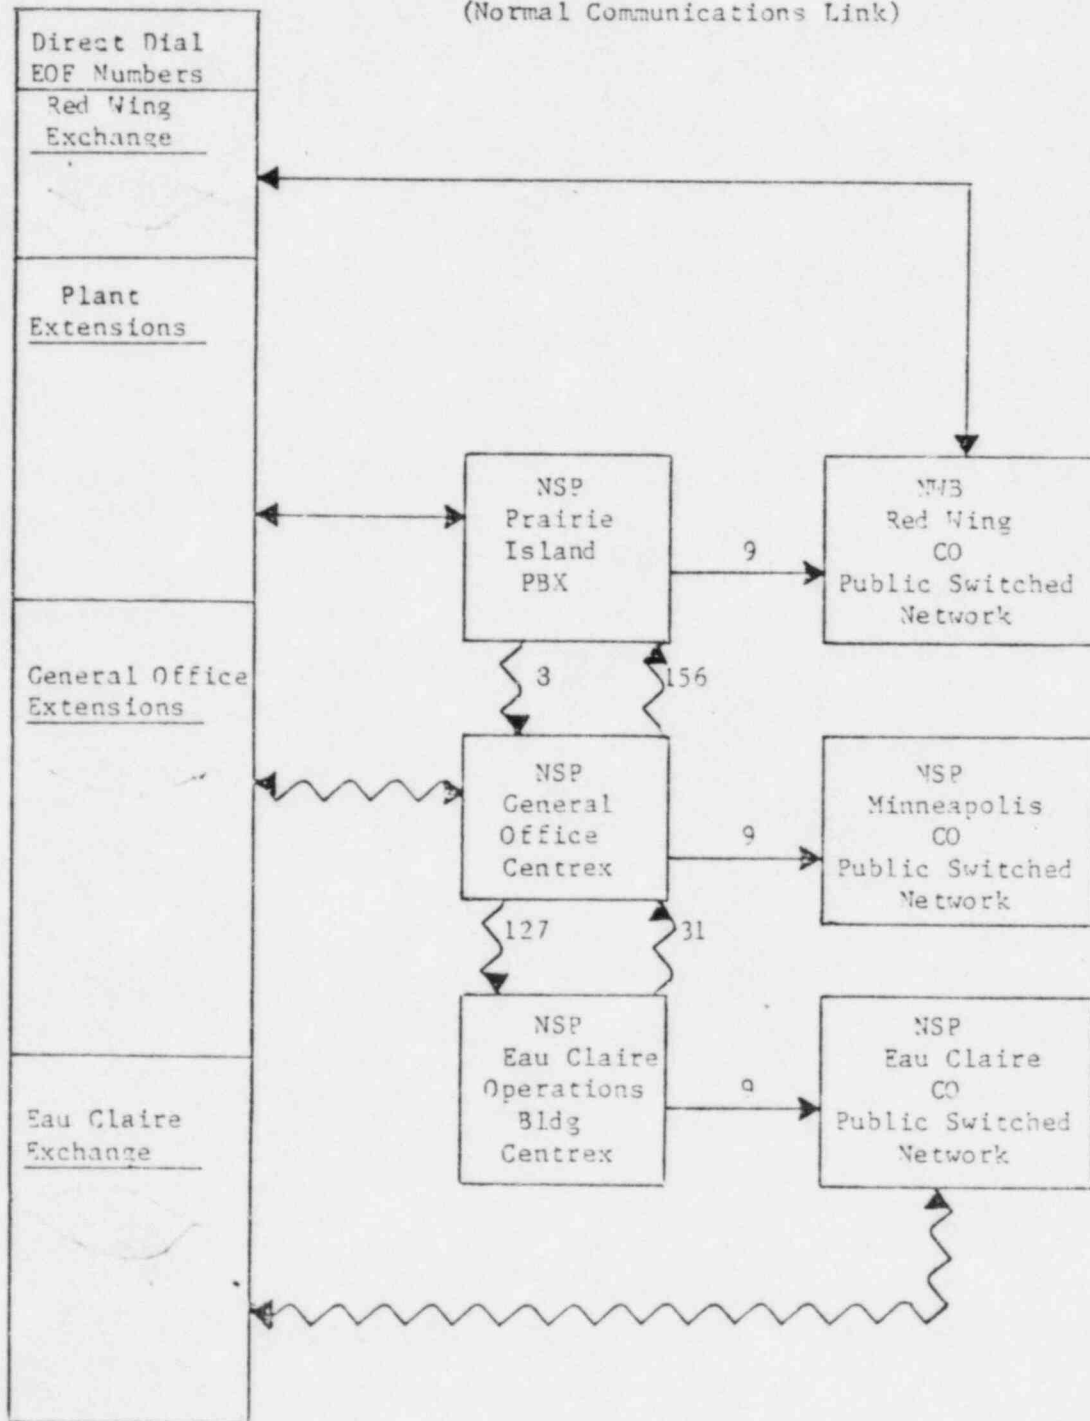 (Normal Communications Link)
Direct Dial
EOF Numbers
Red Wing
Exchange
Plant
Extensions
General Office
Extensions
Eau Claire
Exchange
NSP
Prairie
Island
PBX
9
NWB
Red Wing
CO
Public Switched
Network
3
156
NSP
General
Office
Centrex
9
NSP
Minneapolis
CO
Public Switched
Network
127
31
NSP
Eau Claire
Operations
Bldg
Centrex
9
NSP
Eau Claire
CO
Public Switched
Network